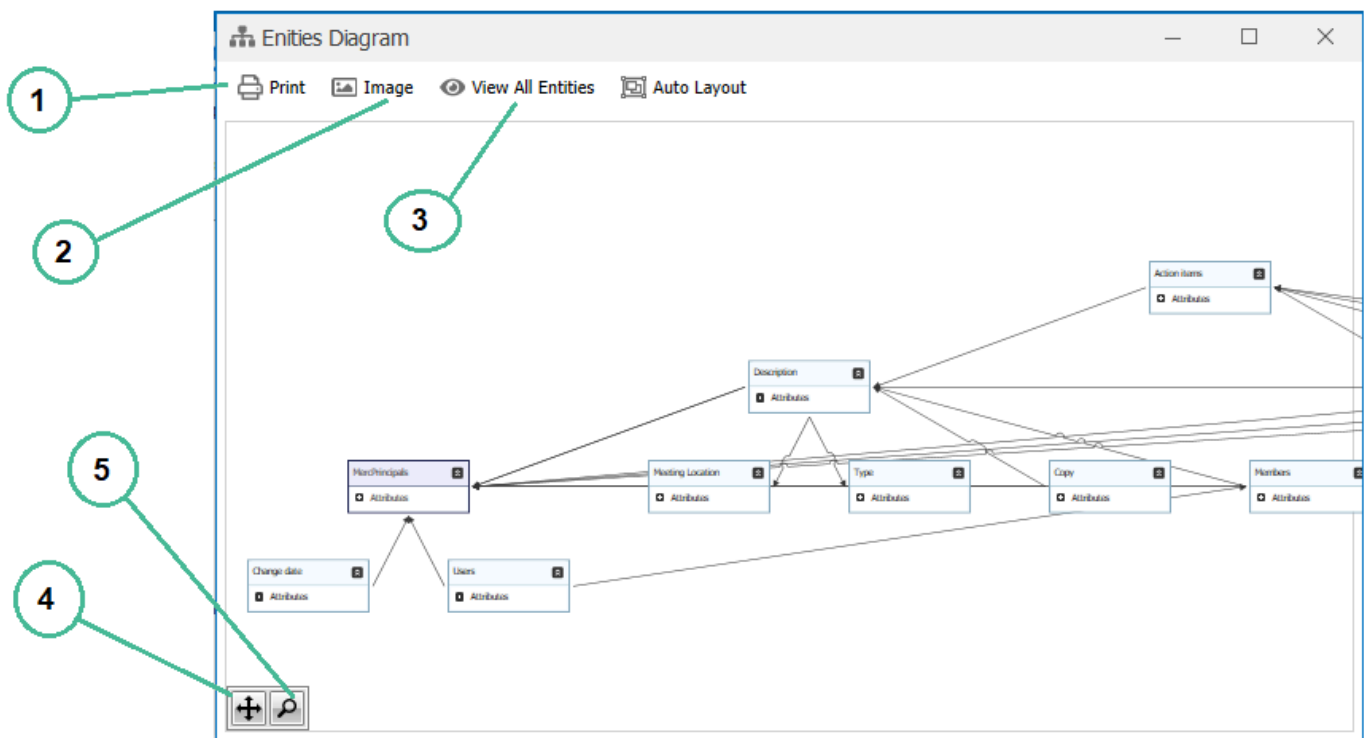 Enities Diagram
Print Image View All Entities Auto Layout
1
2
3
Action items
Attributes
Description
Attributes
5
MercPrincipals Meeting Location Type Copy Members
Attributes Attributes Attributes Attributes Attributes
Change date Users
Attributes Attributes
4